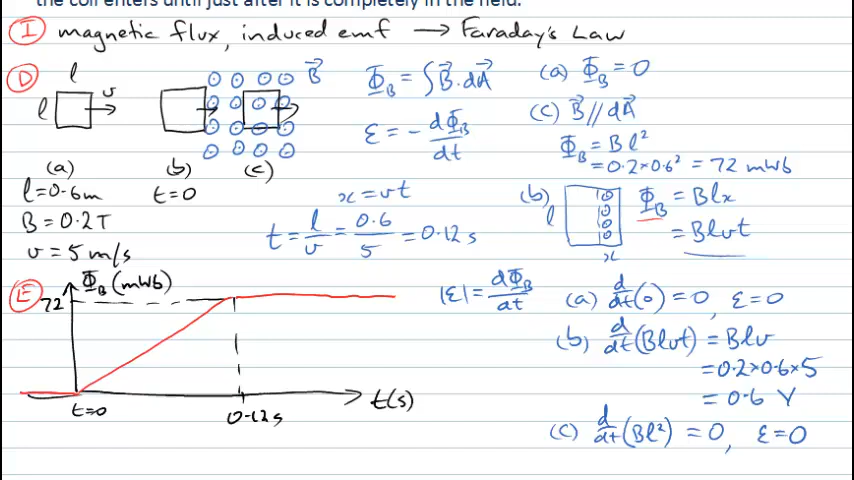 the coil enters until just after it is completely in the field.
I magnetic flux, induced emf → Faraday's Law
D l l v B⃗
(a) (b) (c)
l=0.6m t=0
B=0.2T
v=5m/s
Φ_B = ∫B⃗.dA⃗
ε = - dΦ_B/dt
x=vt
t = l/v = 0.6/5 = 0.12s
(a) Φ_B = 0
(c) B⃗ // dA⃗
Φ_B = Bl²
= 0.2×0.6² = 72 mWb
(b) l x Φ_B = Blx
= Blvt
E Φ_B (mWb)
72
t=0 0.12s t(s)
|ε| = dΦ_B/dt
(a) d/dt(0) = 0, ε=0
(b) d/dt(Blvt) = Blv
= 0.2×0.6×5
= 0.6 V
(c) d/dt(Bl²) = 0, ε=0